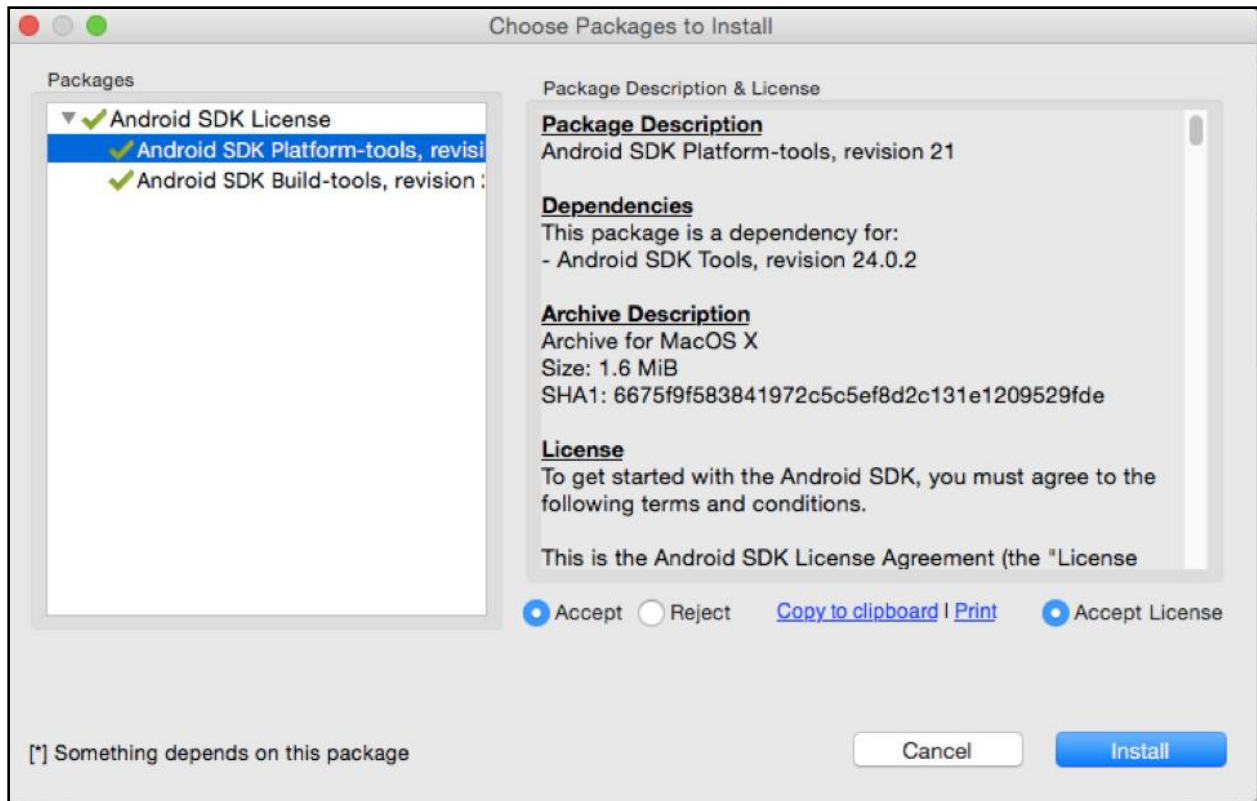 Choose Packages to Install
Packages
Android SDK License
Android SDK Platform-tools, revisi
Android SDK Build-tools, revision
Package Description & License
Package Description
Android SDK Platform-tools, revision 21
Dependencies
This package is a dependency for:
- Android SDK Tools, revision 24.0.2
Archive Description
Archive for MacOS X
Size: 1.6 MiB
SHA1: 6675f9f583841972c5c5ef8d2c131e1209529fde
License
To get started with the Android SDK, you must agree to the
following terms and conditions.
This is the Android SDK License Agreement (the "License
Accept Reject Copy to clipboard | Print Accept License
[*] Something depends on this package
Cancel Install